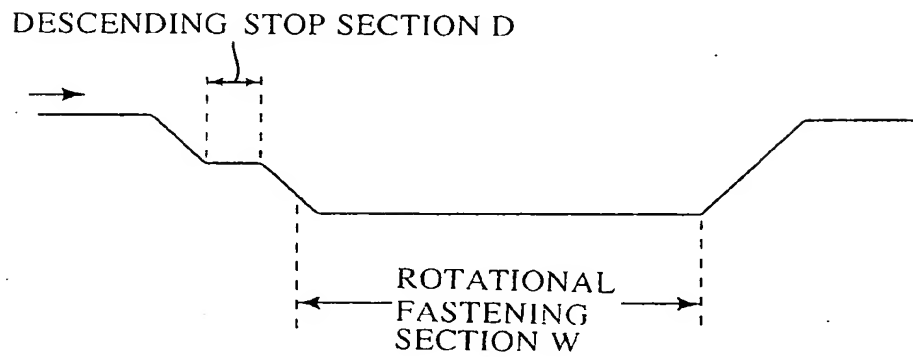 DESCENDING STOP SECTION D
ROTATIONAL
FASTENING
SECTION W